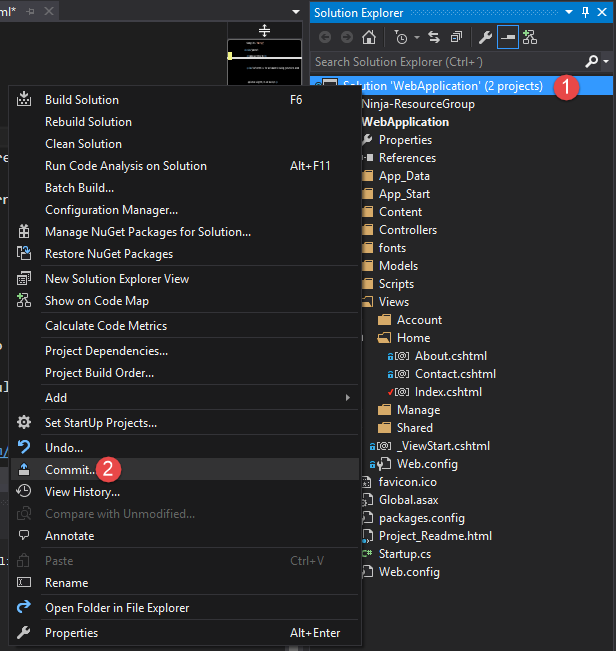 ml*
Solution Explorer
Search Solution Explorer (Ctrl+´)
Solution 'WebApplication' (2 projects)
1
Ninja-ResourceGroup
WebApplication
Properties
References
App_Data
App_Start
Content
Controllers
fonts
Models
Scripts
Views
Account
Home
About.cshtml
Contact.cshtml
Index.cshtml
Manage
Shared
_ViewStart.cshtml
Web.config
favicon.ico
Global.asax
packages.config
Project_Readme.html
Startup.cs
Web.config
Build Solution F6
Rebuild Solution
Clean Solution
Run Code Analysis on Solution Alt+F11
Batch Build...
Configuration Manager...
Manage NuGet Packages for Solution...
Restore NuGet Packages
New Solution Explorer View
Show on Code Map
Calculate Code Metrics
Project Dependencies...
Project Build Order...
Add
Set StartUp Projects...
Undo...
Commit... 2
View History...
Compare with Unmodified...
Annotate
Paste Ctrl+V
Rename
Open Folder in File Explorer
Properties Alt+Enter